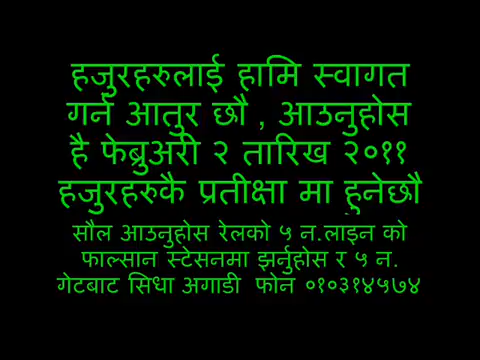 हजुरहरुलाई हामि स्वागत
गर्न आतुर छौ , आउनुहोस
है फेब्रुअरी २ तारिख २०११
हजुरहरुकै प्रतीक्षा मा हुनेछौ
सौल आउनुहोस रेलको ५ न.लाइन को
फाल्सान स्टेसनमा झर्नुहोस र ५ न.
गेटबाट सिधा अगाडी फोन ०१०३१४५७४